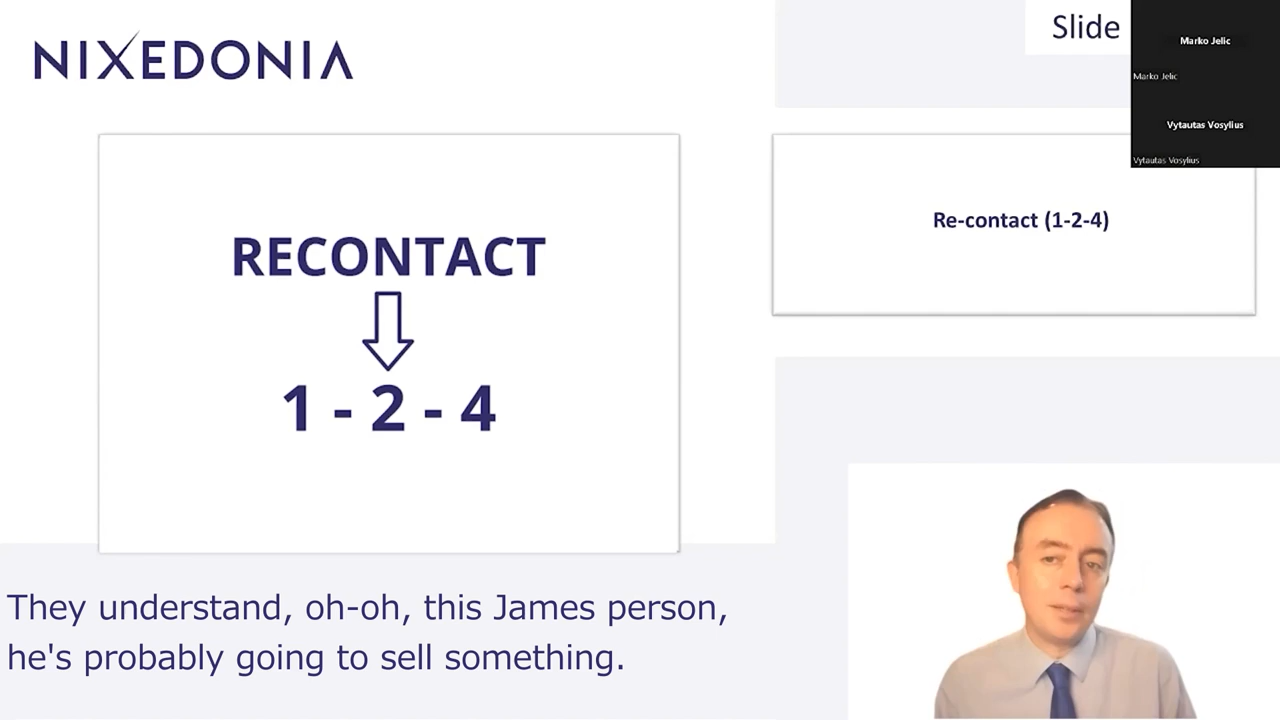 NIXEDONIA
Slide
Marko Jelic
Marko Jelic
Vytautas Vosylius
Vytautas Vosylius
RECONTACT
1 - 2 - 4
Re-contact (1-2-4)
They understand, oh-oh, this James person,
he's probably going to sell something.